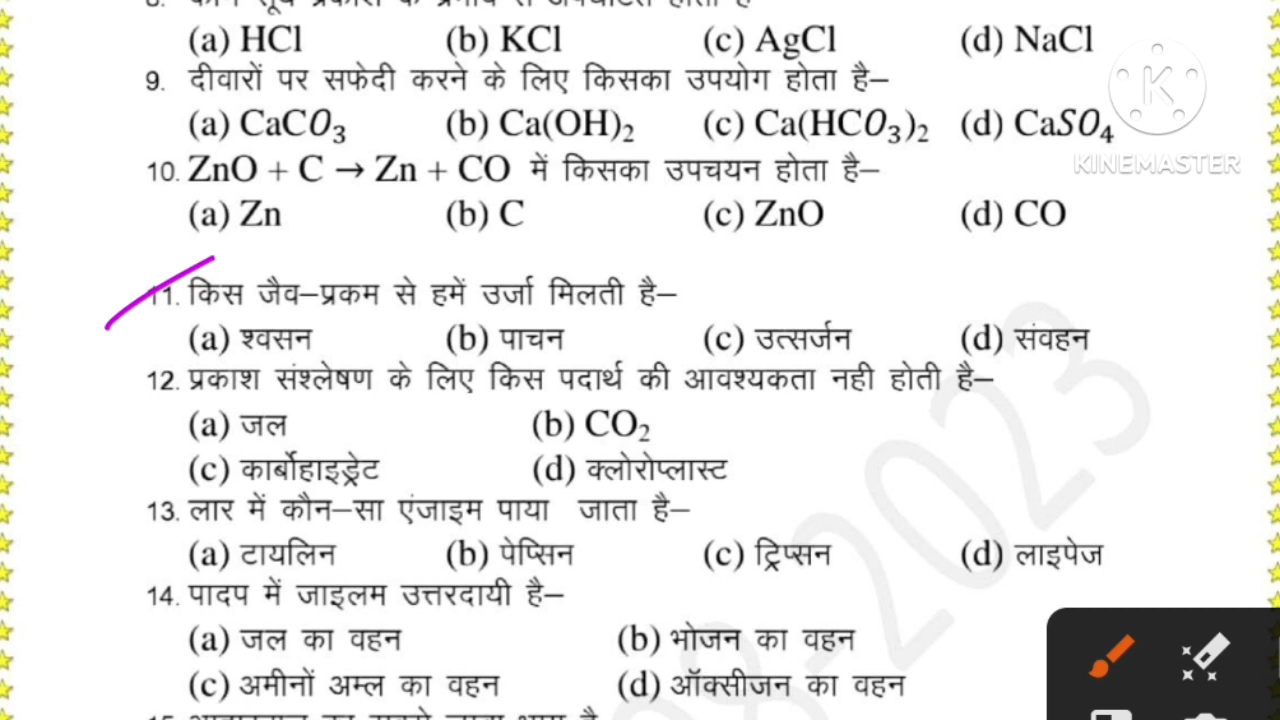 (a) HCl (b) KCl (c) AgCl (d) NaCl
9. दीवारों पर सफेदी करने के लिए किसका उपयोग होता है–
(a) CaCO₃ (b) Ca(OH)₂ (c) Ca(HCO₃)₂ (d) CaSO₄
KINEMASTER
10. ZnO + C → Zn + CO में किसका उपचयन होता है–
(a) Zn (b) C (c) ZnO (d) CO
11. किस जैव–प्रकम से हमें उर्जा मिलती है–
(a) श्वसन (b) पाचन (c) उत्सर्जन (d) संवहन
12. प्रकाश संश्लेषण के लिए किस पदार्थ की आवश्यकता नही होती है–
(a) जल (b) CO₂
(c) कार्बोहाइड्रेट (d) क्लोरोप्लास्ट
13. लार में कौन–सा एंजाइम पाया जाता है–
(a) टायलिन (b) पेप्सिन (c) ट्रिप्सन (d) लाइपेज
14. पादप में जाइलम उत्तरदायी है–
(a) जल का वहन (b) भोजन का वहन
(c) अमीनों अम्ल का वहन (d) ऑक्सीजन का वहन
08-2023